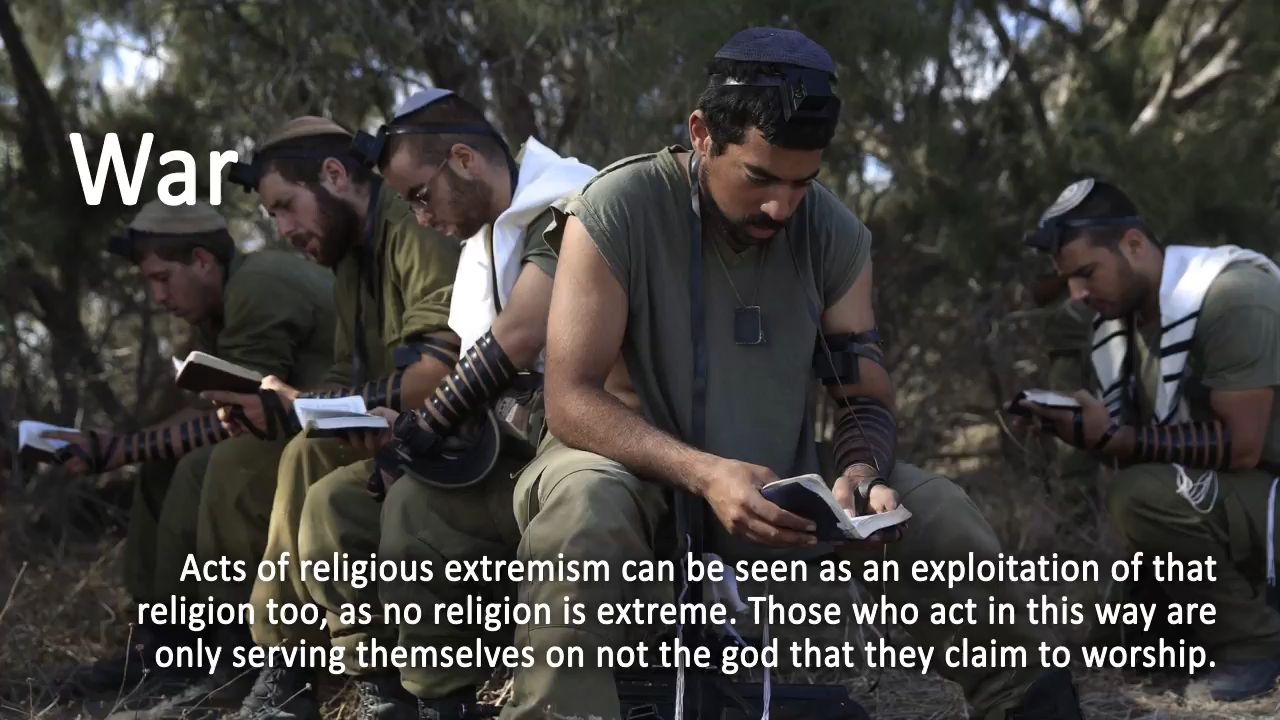 War
Acts of religious extremism can be seen as an exploitation of that
religion too, as no religion is extreme. Those who act in this way are
only serving themselves on not the god that they claim to worship.